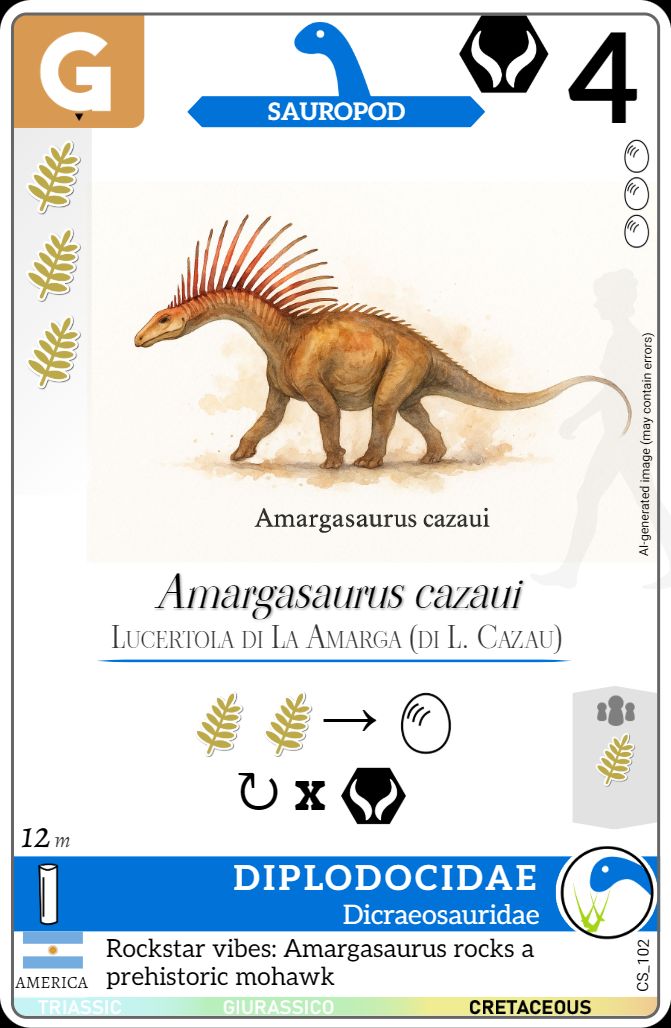 G
SAUROPOD
4
AI-generated image (may contain errors)
Amargasaurus cazaui
Amargasaurus cazaui
Lucertola di La Amarga (di L. Cazau)
x
12 m
DIPLODOCIDAE
Dicraeosauridae
AMERICA
Rockstar vibes: Amargasaurus rocks a
prehistoric mohawk
CS_102
TRIASSIC GIURASSICO CRETACEOUS